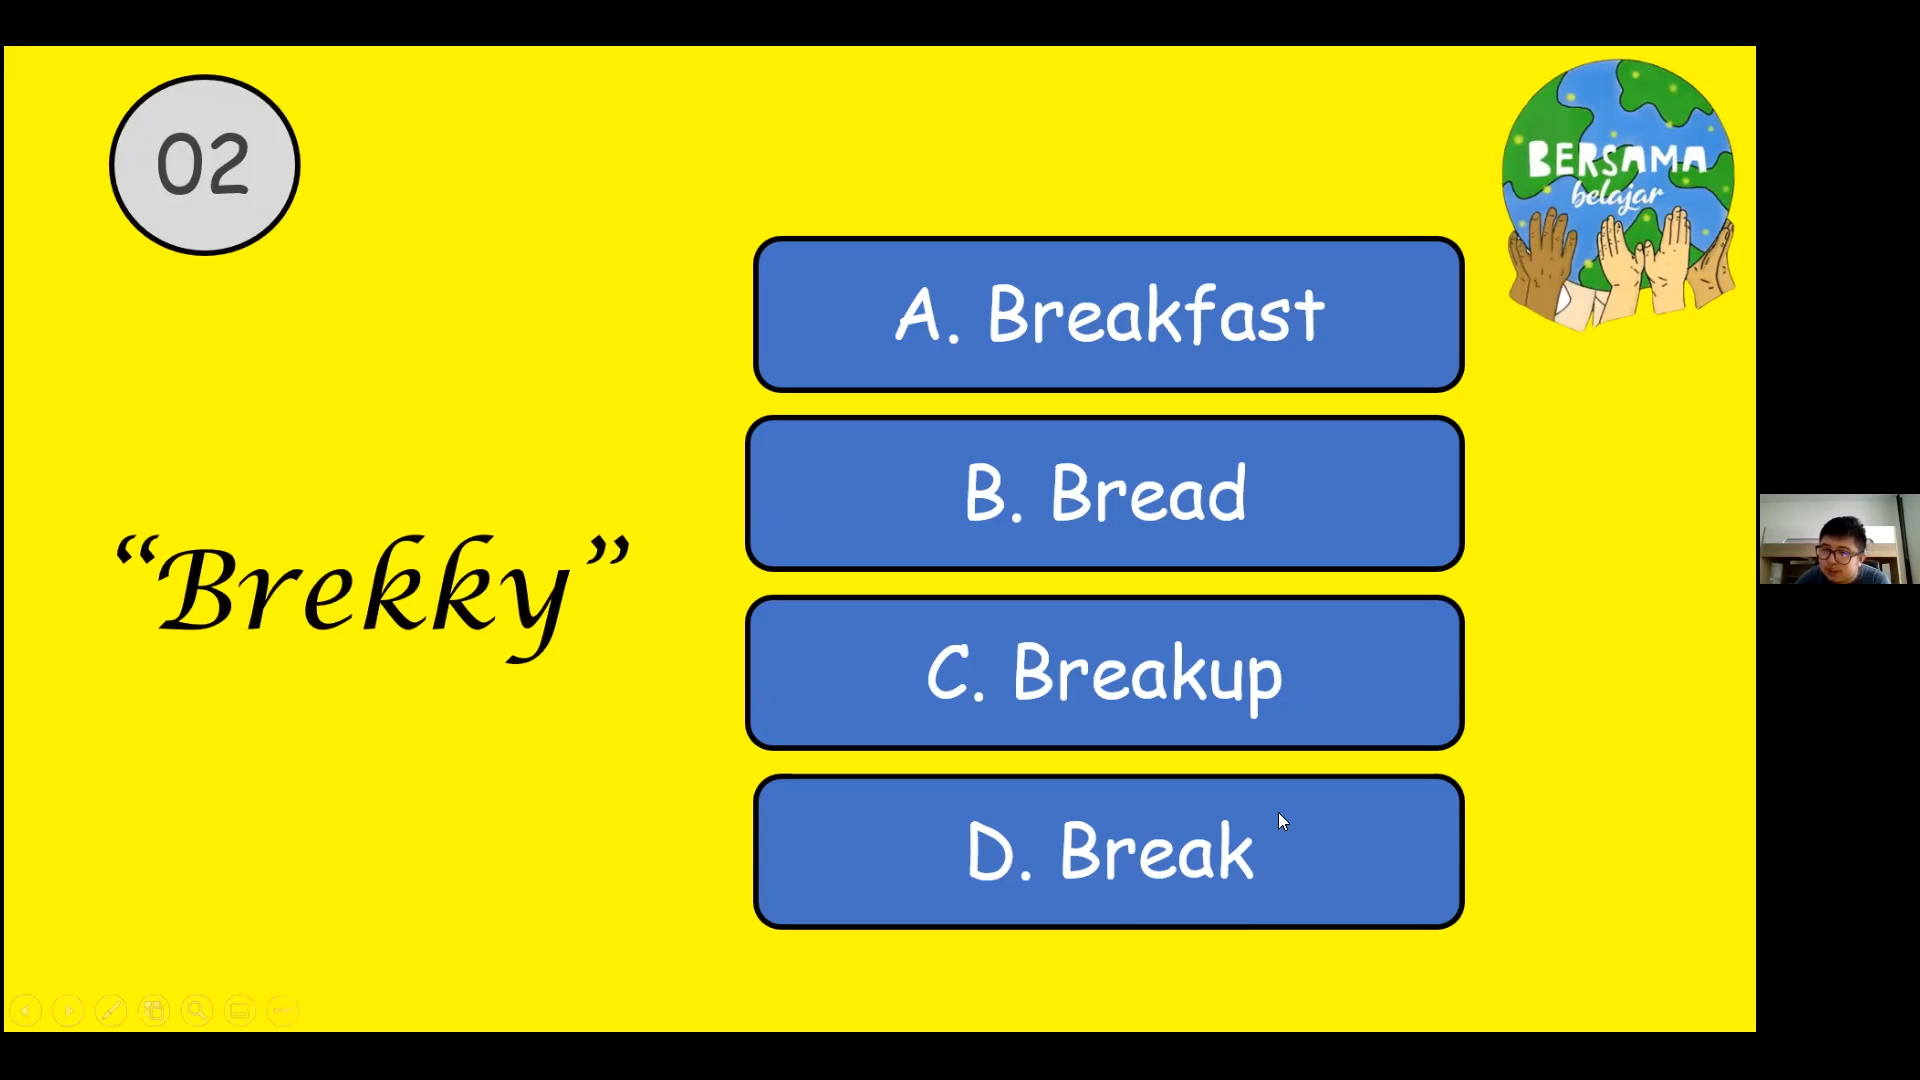 02
BERSAMA
belajar
“Brekky”
A. Breakfast
B. Bread
C. Breakup
D. Break